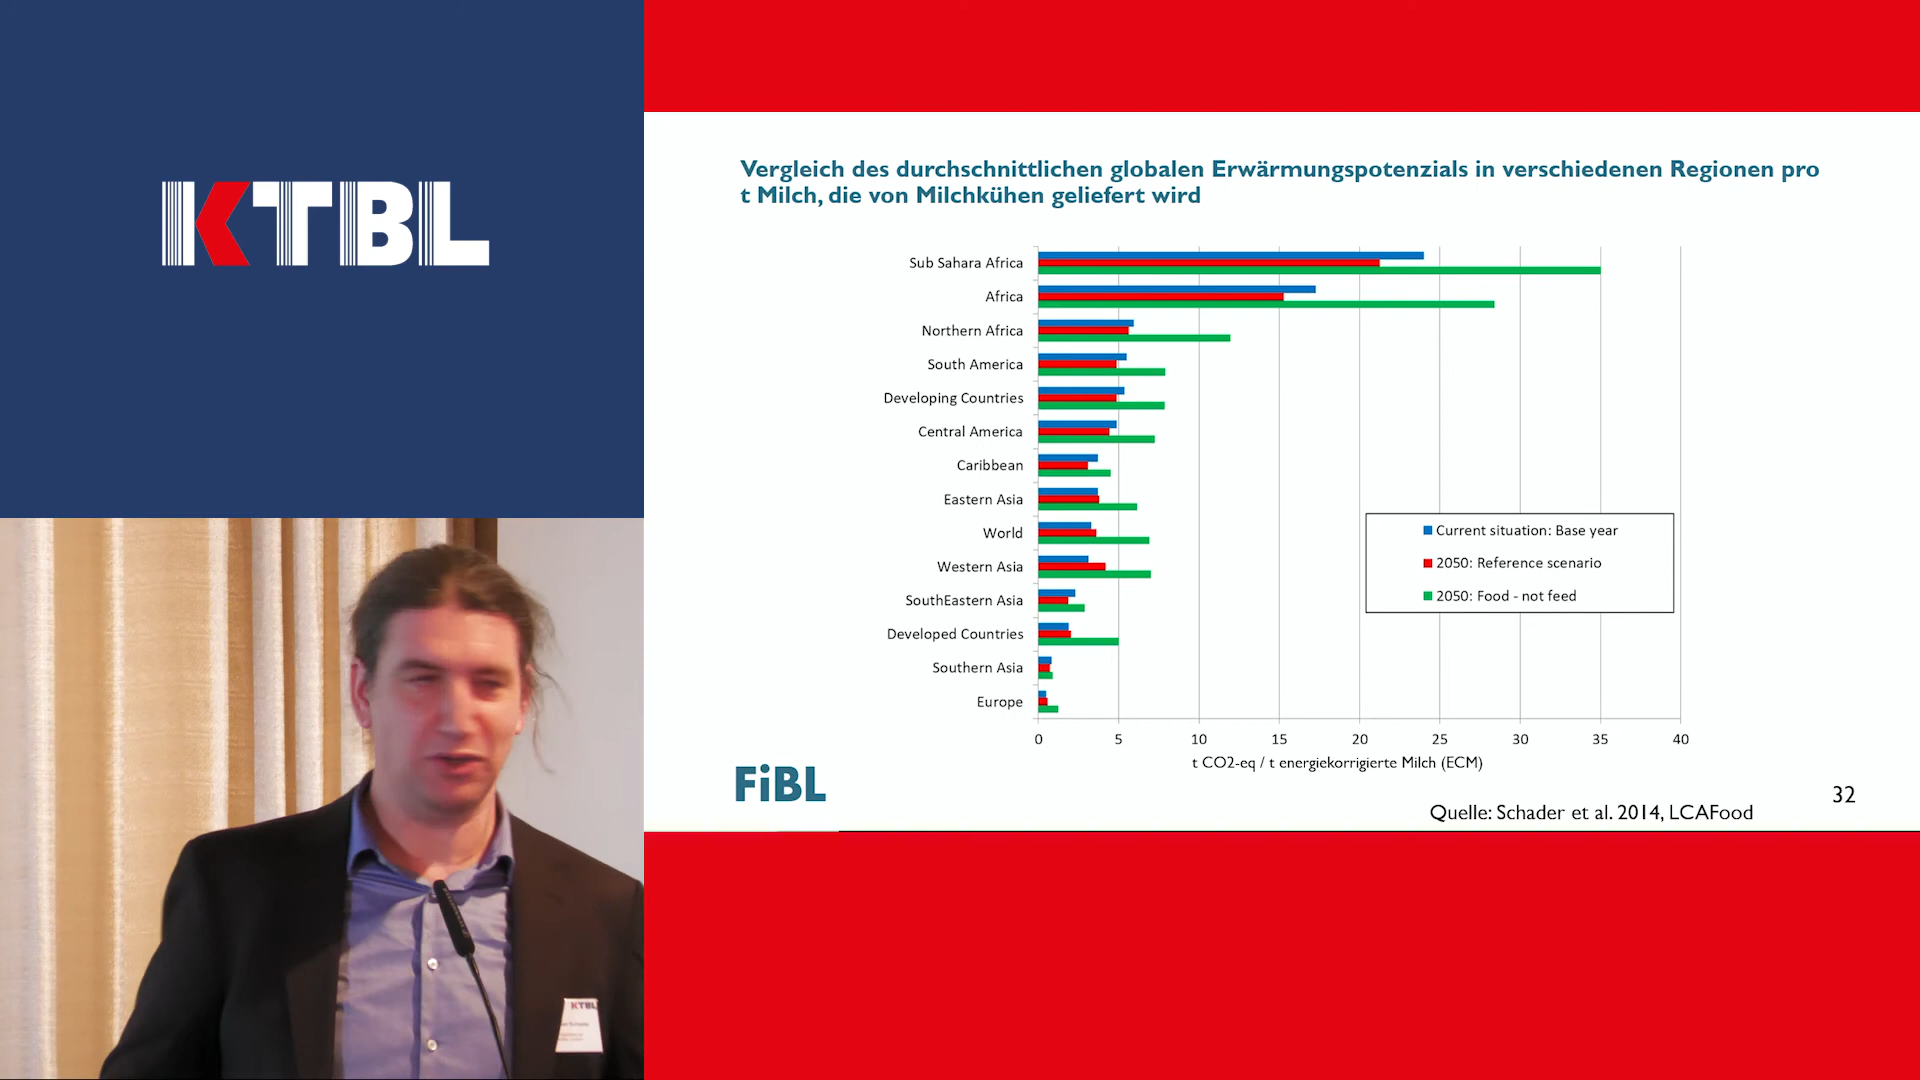 KTBL
Vergleich des durchschnittlichen globalen Erwärmungspotenzials in verschiedenen Regionen pro
t Milch, die von Milchkühen geliefert wird
Sub Sahara Africa
Africa
Northern Africa
South America
Developing Countries
Central America
Caribbean
Eastern Asia
World
Western Asia
SouthEastern Asia
Developed Countries
Southern Asia
Europe
0 5 10 15 20 25 30 35 40
t CO2-eq / t energiekorrigierte Milch (ECM)
Current situation: Base year
2050: Reference scenario
2050: Food - not feed
FiBL
32
Quelle: Schader et al. 2014, LCAFood
KTBL